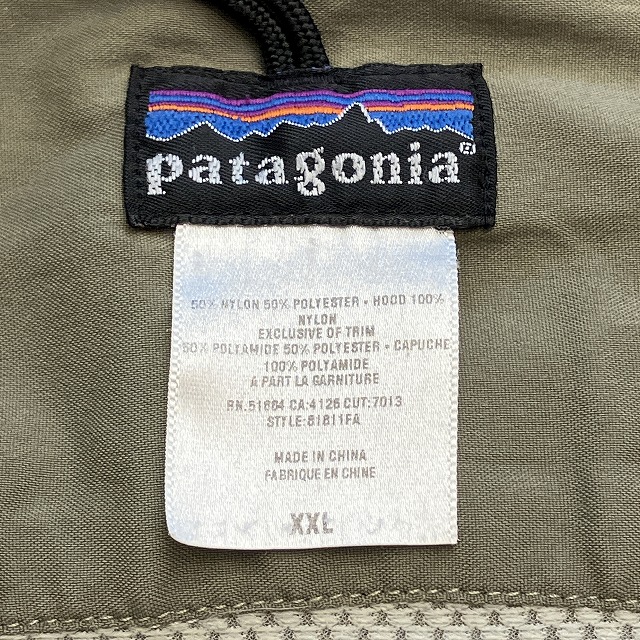 patagonia®
50% NYLON 50% POLYESTER • HOOD 100%
NYLON
EXCLUSIVE OF TRIM
50% POLYAMIDE 50% POLYESTER • CAPUCHE
100% POLYAMIDE
A PART LA GARNITURE
RN.51884 CA:4126 CUT:7013
STYLE:81811FA
MADE IN CHINA
FABRIQUE EN CHINE
XXL